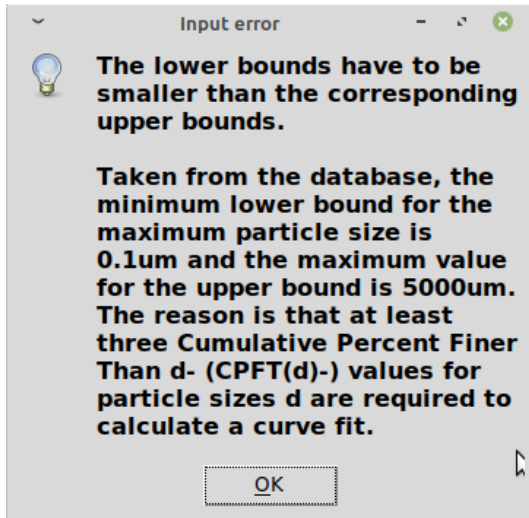 Input error
The lower bounds have to be
smaller than the corresponding
upper bounds.
Taken from the database, the
minimum lower bound for the
maximum particle size is
0.1um and the maximum value
for the upper bound is 5000um.
The reason is that at least
three Cumulative Percent Finer
Than d- (CPFT(d)-) values for
particle sizes d are required to
calculate a curve fit.
OK